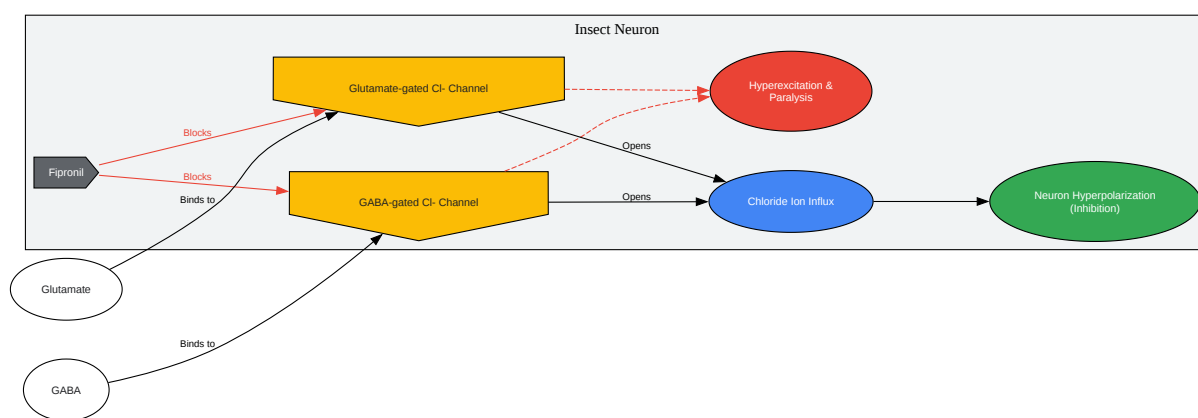 Insect Neuron
Glutamate-gated Cl- Channel
Hyperexcitation &
Paralysis
Blocks
Opens
Fipronil
Blocks
Binds to
GABA-gated Cl- Channel
Opens
Chloride Ion Influx
Neuron Hyperpolarization
(Inhibition)
Glutamate
Binds to
GABA